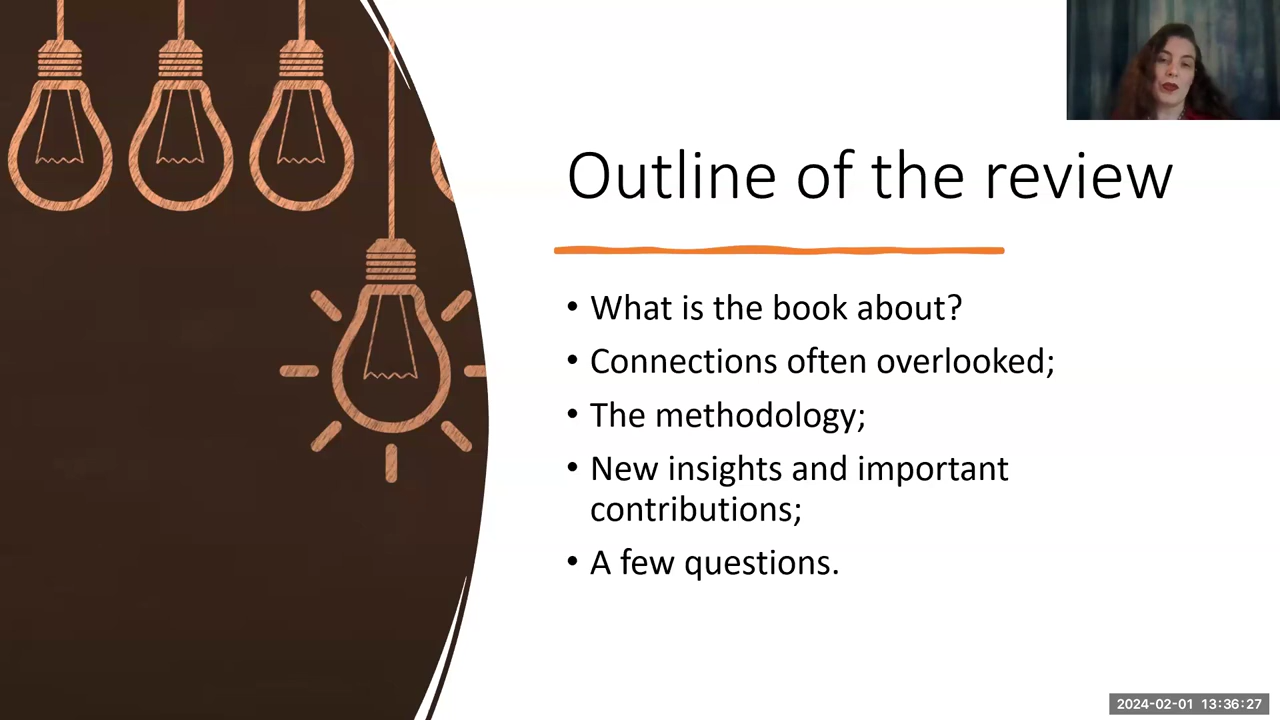 Outline of the review
• What is the book about?
• Connections often overlooked;
• The methodology;
• New insights and important
contributions;
• A few questions.
2024-02-01 13:36:27